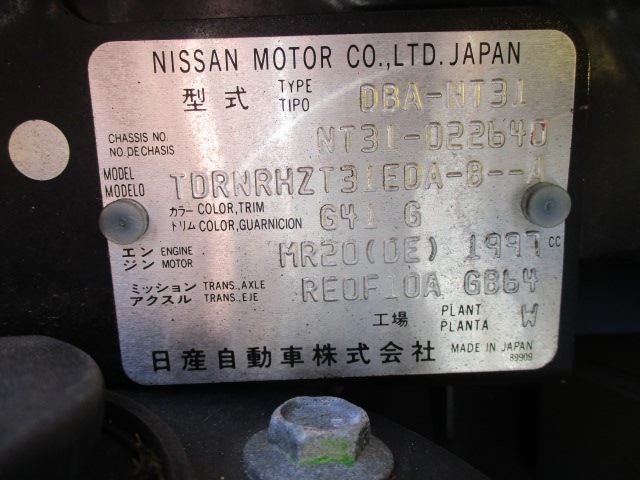 NISSAN MOTOR CO.,LTD. JAPAN
型式 TYPE TIPO DBA-NT31
CHASSIS NO. NO.DE CHASIS NT31-022640
MODEL MODELO TDRNRHZT31EDA-B--A
カラー COLOR,TRIM トリム COLOR,GUARNICION G41 G
エンジン ENGINE MOTOR MR20(DE) 1997 CC
ミッション TRANS.,AXLE アクスル TRANS.,EJE RE0F10A GB64
工場 PLANT PLANTA W
日産自動車株式会社 MADE IN JAPAN
89909